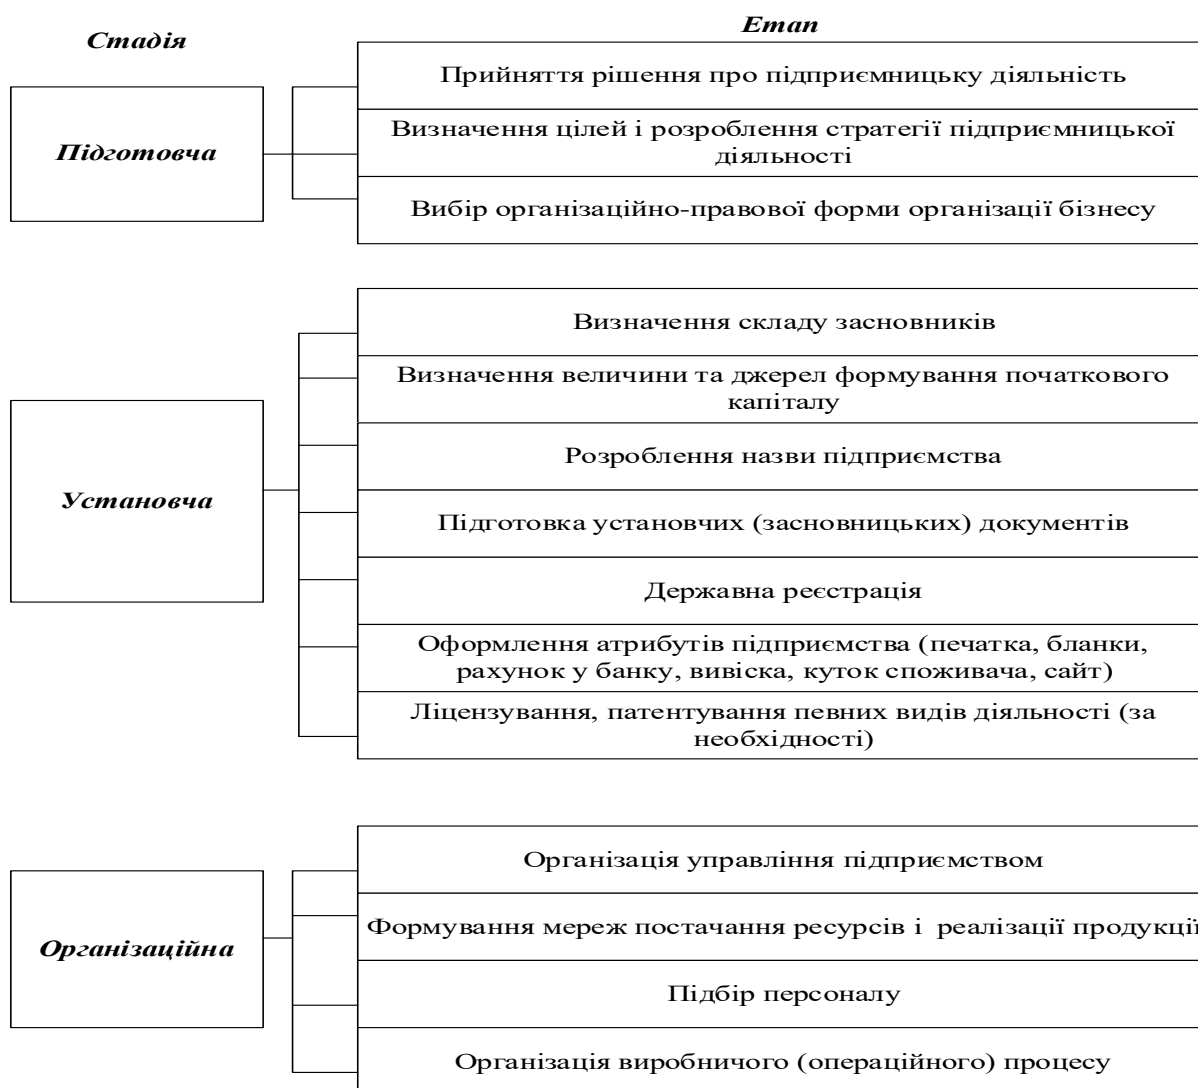 Стадія
Етап
Підготовча
Прийняття рішення про підприємницьку діяльність
Визначення цілей і розроблення стратегії підприємницької
діяльності
Вибір організаційно-правової форми організації бізнесу
Установча
Визначення складу засновників
Визначення величини та джерел формування початкового
капіталу
Розроблення назви підприємства
Підготовка установчих (засновницьких) документів
Державна реєстрація
Оформлення атрибутів підприємства (печатка, бланки,
рахунок у банку, вивіска, куток споживача, сайт)
Ліцензування, патентування певних видів діяльності (за
необхідності)
Організаційна
Організація управління підприємством
Формування мереж постачання ресурсів і реалізації продукції
Підбір персоналу
Організація виробничого (операційного) процесу